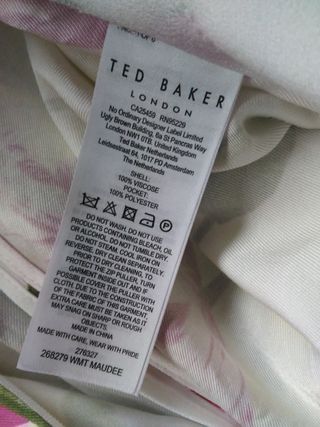 TED BAKER
LONDON
CA25459 RN95229
No Ordinary Designer Label Limited
Ugly Brown Building, 6a St Pancras Way
London NW1 0TB. United Kingdom
Ted Baker Netherlands
Leidsestraat 64, 1017 PD Amsterdam
The Netherlands
SHELL:
100% VISCOSE
POCKET:
100% POLYESTER
DO NOT WASH. DO NOT USE
PRODUCTS CONTAINING BLEACH, OIL
OR ALCOHOL. DO NOT TUMBLE DRY.
DO NOT STEAM. COOL IRON ON
REVERSE. DRY CLEAN SEPARATELY.
PRIOR TO DRY CLEANING, TO
PROTECT THE ZIP PULLER, TURN
GARMENT INSIDE OUT AND IF
POSSIBLE COVER THE PULLER WITH
CLOTH. DUE TO THE CONSTRUCTION
OF THE FABRIC OF THIS GARMENT,
EXTRA CARE MUST BE TAKEN AS IT
MAY SNAG ON SHARP OR ROUGH
OBJECTS.
MADE IN CHINA
MADE WITH CARE, WEAR WITH PRIDE
276327
268279 WMT MAUDEE